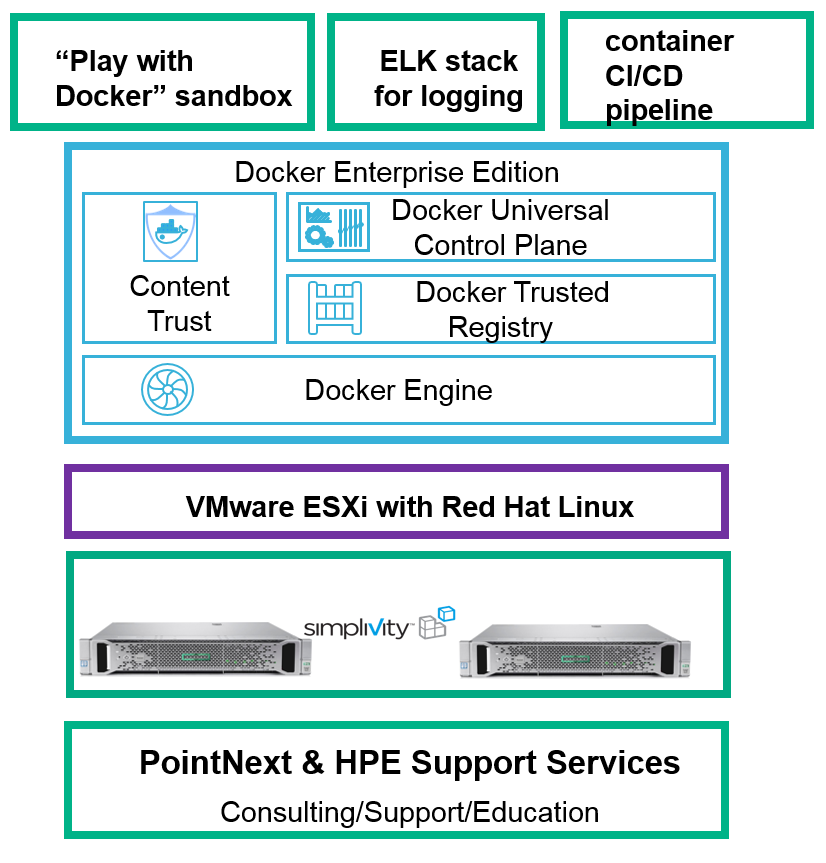 “Play with
Docker” sandbox
ELK stack
for logging
container
CI/CD
pipeline
Docker Enterprise Edition
Content
Trust
Docker Universal
Control Plane
Docker Trusted
Registry
Docker Engine
VMware ESXi with Red Hat Linux
simplivity™
PointNext & HPE Support Services
Consulting/Support/Education